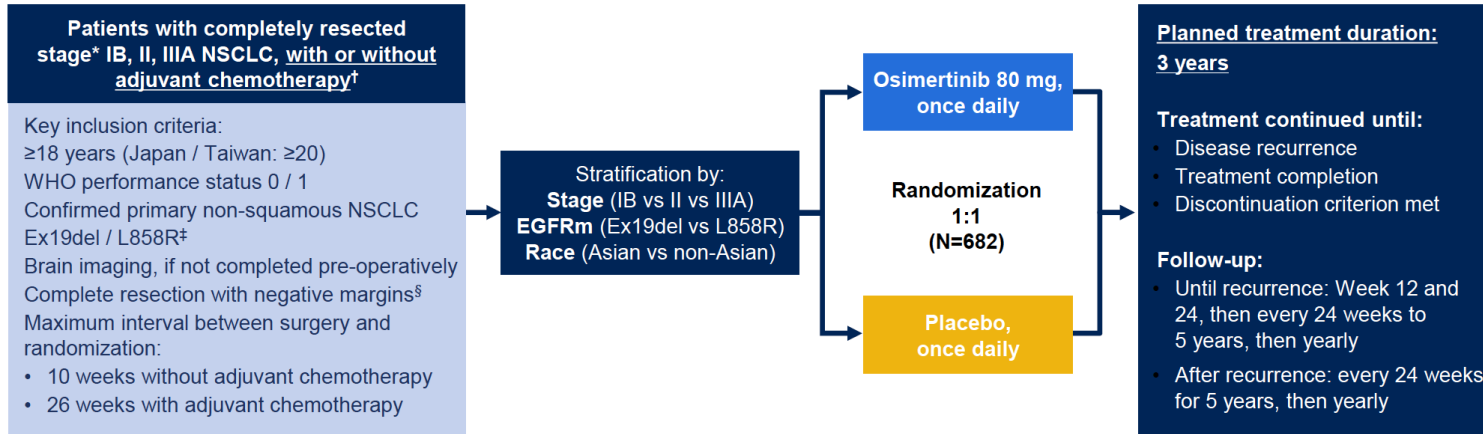 Patients with completely resected
stage* IB, II, IIIA NSCLC, with or without
adjuvant chemotherapy†
Key inclusion criteria:
≥18 years (Japan / Taiwan: ≥20)
WHO performance status 0 / 1
Confirmed primary non-squamous NSCLC
Ex19del / L858R‡
Brain imaging, if not completed pre-operatively
Complete resection with negative margins§
Maximum interval between surgery and
randomization:
• 10 weeks without adjuvant chemotherapy
• 26 weeks with adjuvant chemotherapy
Stratification by:
Stage (IB vs II vs IIIA)
EGFRm (Ex19del vs L858R)
Race (Asian vs non-Asian)
Osimertinib 80 mg,
once daily
Randomization
1:1
(N=682)
Placebo,
once daily
Planned treatment duration:
3 years
Treatment continued until:
• Disease recurrence
• Treatment completion
• Discontinuation criterion met
Follow-up:
• Until recurrence: Week 12 and
24, then every 24 weeks to
5 years, then yearly
• After recurrence: every 24 weeks
for 5 years, then yearly